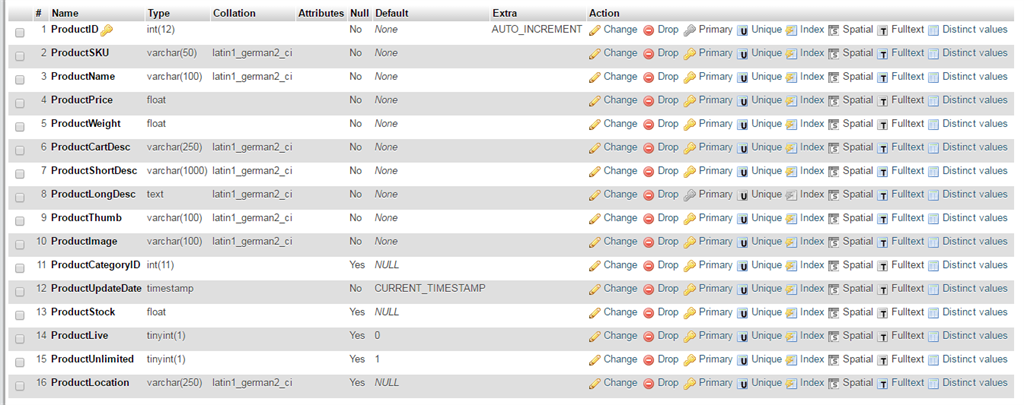 # Name Type Collation Attributes Null Default Extra Action
1 ProductID int(12) No None AUTO_INCREMENT Change Drop Primary Unique Index Spatial Fulltext Distinct values
2 ProductSKU varchar(50) latin1_german2_ci No None Change Drop Primary Unique Index Spatial Fulltext Distinct values
3 ProductName varchar(100) latin1_german2_ci No None Change Drop Primary Unique Index Spatial Fulltext Distinct values
4 ProductPrice float No None Change Drop Primary Unique Index Spatial Fulltext Distinct values
5 ProductWeight float No None Change Drop Primary Unique Index Spatial Fulltext Distinct values
6 ProductCartDesc varchar(250) latin1_german2_ci No None Change Drop Primary Unique Index Spatial Fulltext Distinct values
7 ProductShortDesc varchar(1000) latin1_german2_ci No None Change Drop Primary Unique Index Spatial Fulltext Distinct values
8 ProductLongDesc text latin1_german2_ci No None Change Drop Primary Unique Index Spatial Fulltext Distinct values
9 ProductThumb varchar(100) latin1_german2_ci No None Change Drop Primary Unique Index Spatial Fulltext Distinct values
10 ProductImage varchar(100) latin1_german2_ci No None Change Drop Primary Unique Index Spatial Fulltext Distinct values
11 ProductCategoryID int(11) Yes NULL Change Drop Primary Unique Index Spatial Fulltext Distinct values
12 ProductUpdateDate timestamp No CURRENT_TIMESTAMP Change Drop Primary Unique Index Spatial Fulltext Distinct values
13 ProductStock float Yes NULL Change Drop Primary Unique Index Spatial Fulltext Distinct values
14 ProductLive tinyint(1) Yes 0 Change Drop Primary Unique Index Spatial Fulltext Distinct values
15 ProductUnlimited tinyint(1) Yes 1 Change Drop Primary Unique Index Spatial Fulltext Distinct values
16 ProductLocation varchar(250) latin1_german2_ci Yes NULL Change Drop Primary Unique Index Spatial Fulltext Distinct values